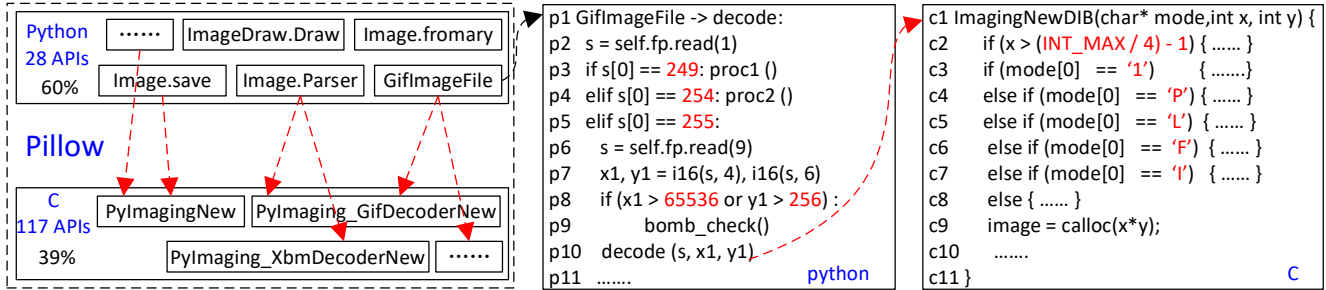 Python
28 APIs
60%
……
ImageDraw.Draw
Image.fromary
Image.save
Image.Parser
GifImageFile
Pillow
C
117 APIs
39%
PyImagingNew
PyImaging_GifDecoderNew
PyImaging_XbmDecoderNew
……
p1 GifImageFile -> decode:
p2 s = self.fp.read(1)
p3 if s[0] == 249: proc1 ()
p4 elif s[0] == 254: proc2 ()
p5 elif s[0] == 255:
p6 s = self.fp.read(9)
p7 x1, y1 = i16(s, 4), i16(s, 6)
p8 if (x1 > 65536 or y1 > 256) :
p9 bomb_check()
p10 decode (s, x1, y1)
p11 …….
python
c1 ImagingNewDIB(char* mode,int x, int y) {
c2 if (x > (INT_MAX / 4) - 1) { …… }
c3 if (mode[0] == ‘1’) { …….}
c4 else if (mode[0] == ‘P’) { …… }
c5 else if (mode[0] == ‘L’) { …… }
c6 else if (mode[0] == ‘F’) { …… }
c7 else if (mode[0] == ‘I’) { …… }
c8 else { …… }
c9 image = calloc(x*y);
c10 …….
c11 }
C